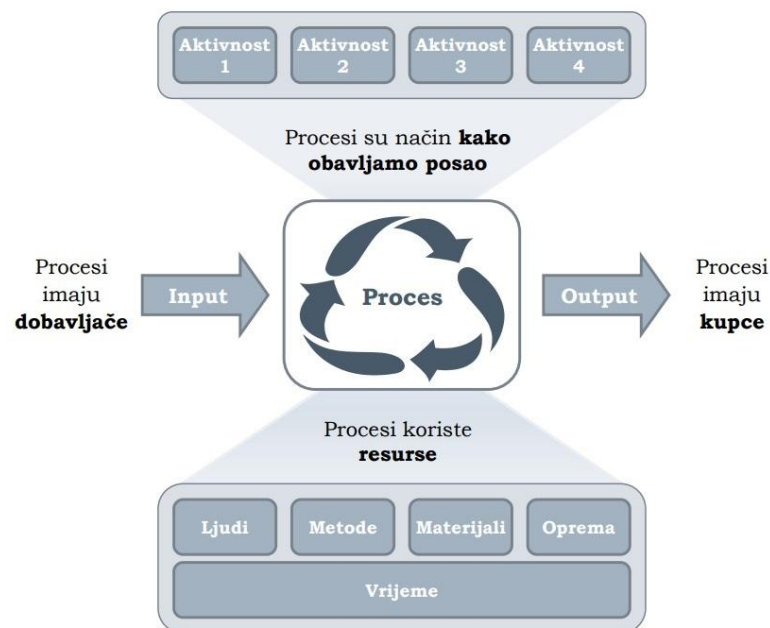 Aktivnost
1
Aktivnost
2
Aktivnost
3
Aktivnost
4
Procesi su način kako
obavljamo posao
Procesi
imaju
dobavljače
Input
Proces
Output
Procesi
imaju
kupce
Procesi koriste
resurse
Ljudi
Metode
Materijali
Oprema
Vrijeme